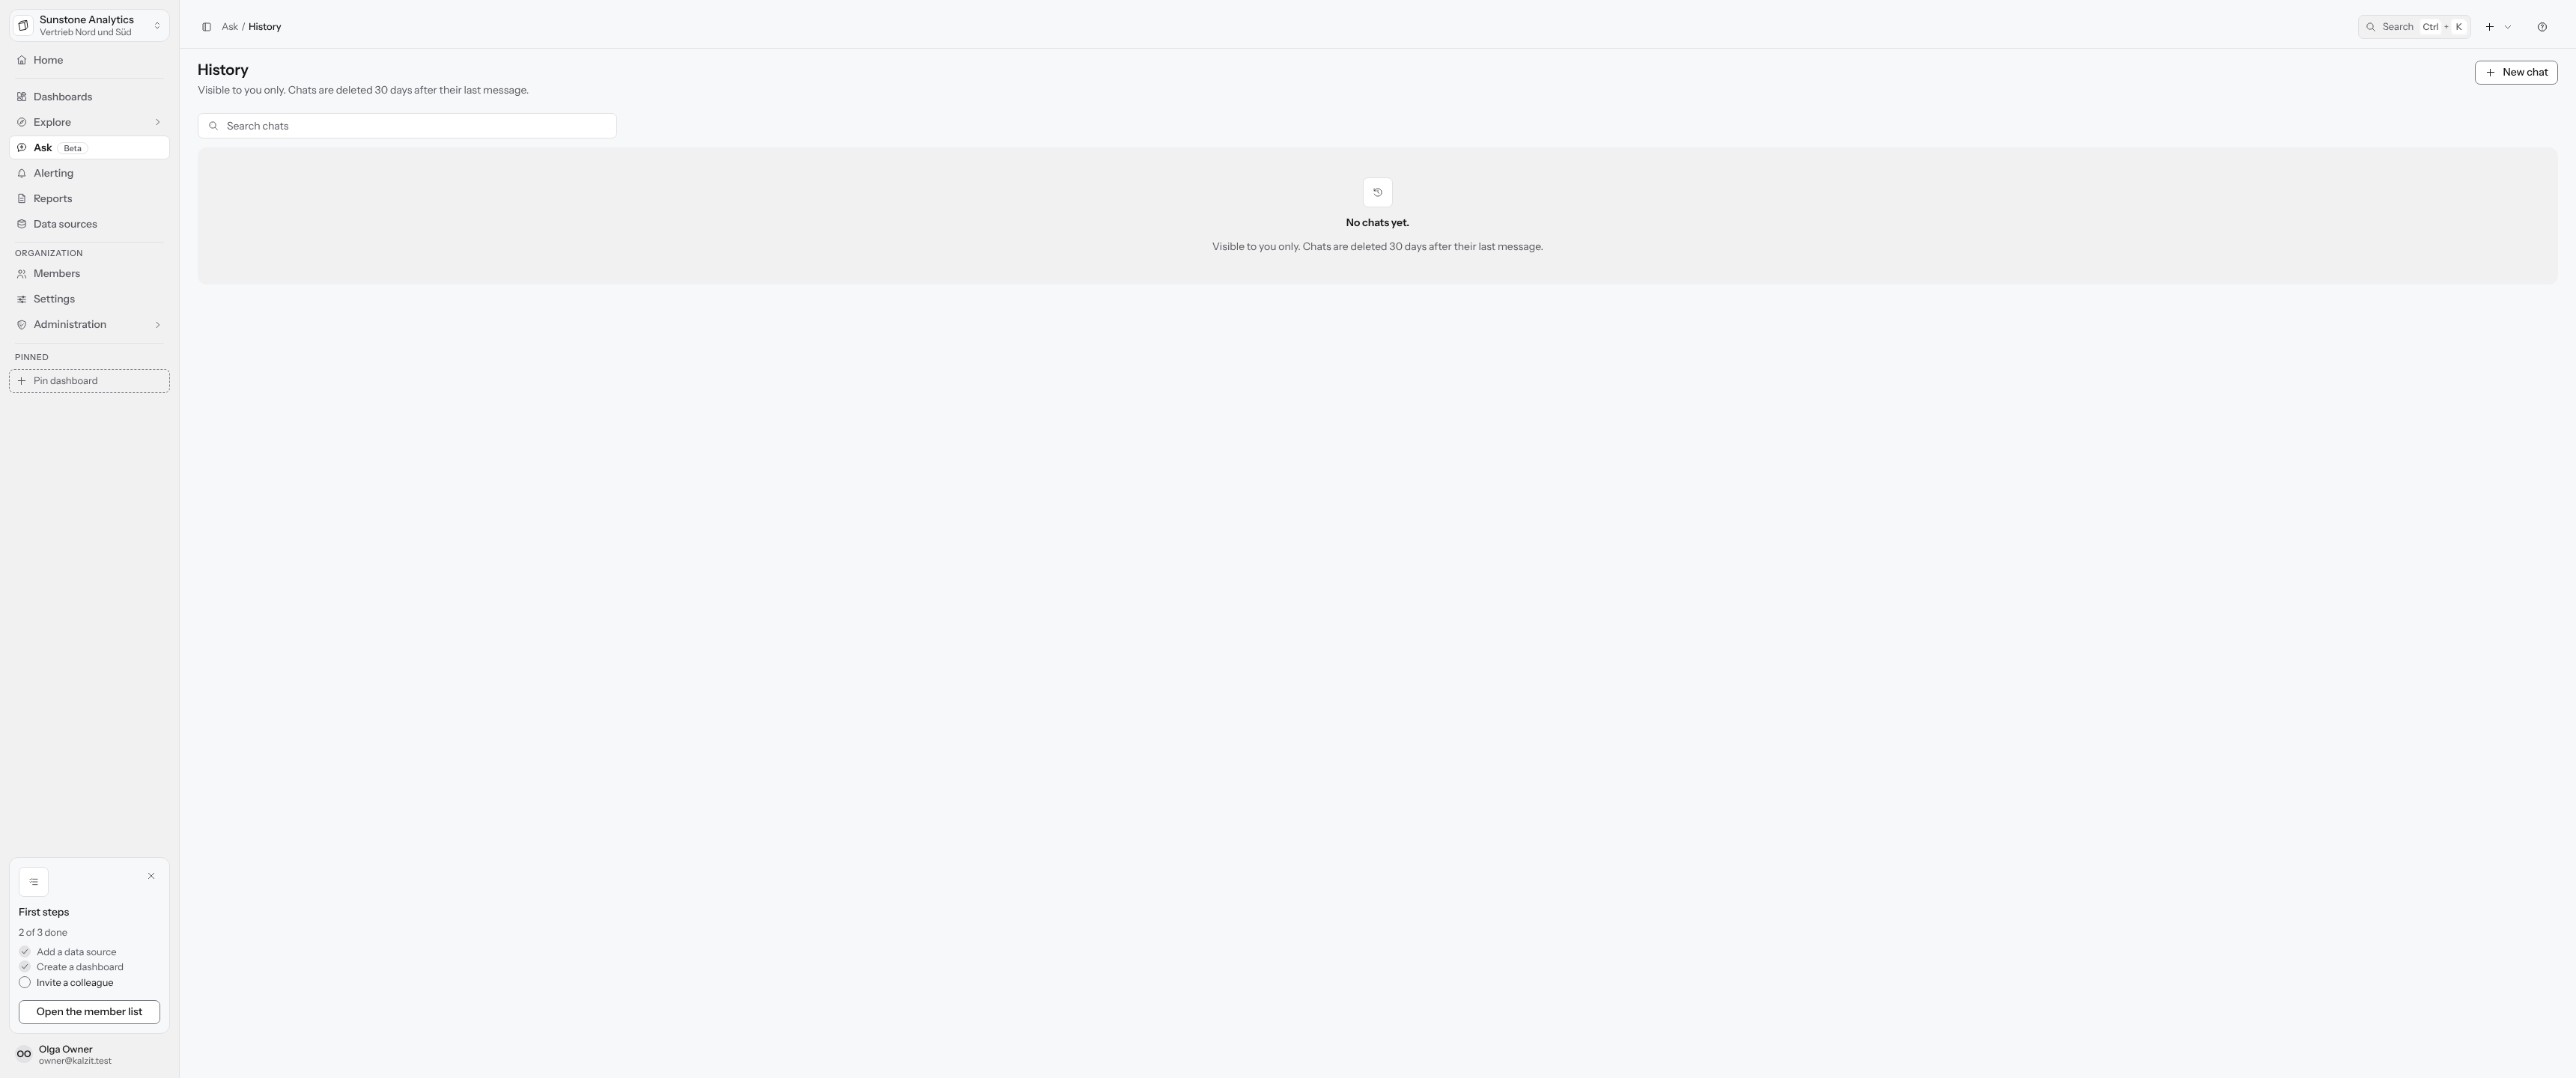 Sunstone Analytics
Vertrieb Nord und Süd
Home
Dashboards
Explore
Ask Beta
Alerting
Reports
Data sources
ORGANIZATION
Members
Settings
Administration
PINNED
Pin dashboard
First steps
2 of 3 done
Add a data source
Create a dashboard
Invite a colleague
Open the member list
OO Olga Owner
owner@kalzit.test
Ask / History
Search Ctrl + K
History
Visible to you only. Chats are deleted 30 days after their last message.
New chat
Search chats
No chats yet.
Visible to you only. Chats are deleted 30 days after their last message.